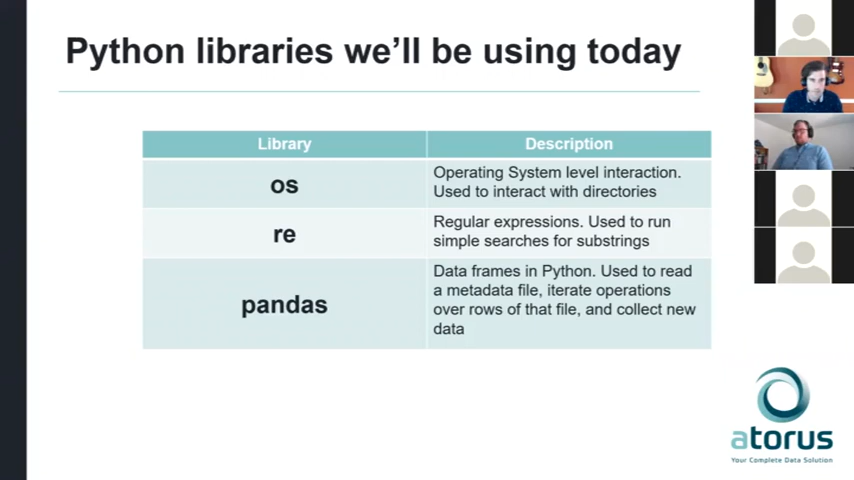 Python libraries we'll be using today
Library
Description
os
Operating System level interaction.
Used to interact with directories
re
Regular expressions. Used to run
simple searches for substrings
pandas
Data frames in Python. Used to read
a metadata file, iterate operations
over rows of that file, and collect new
data
atorus
Your Complete Data Solution